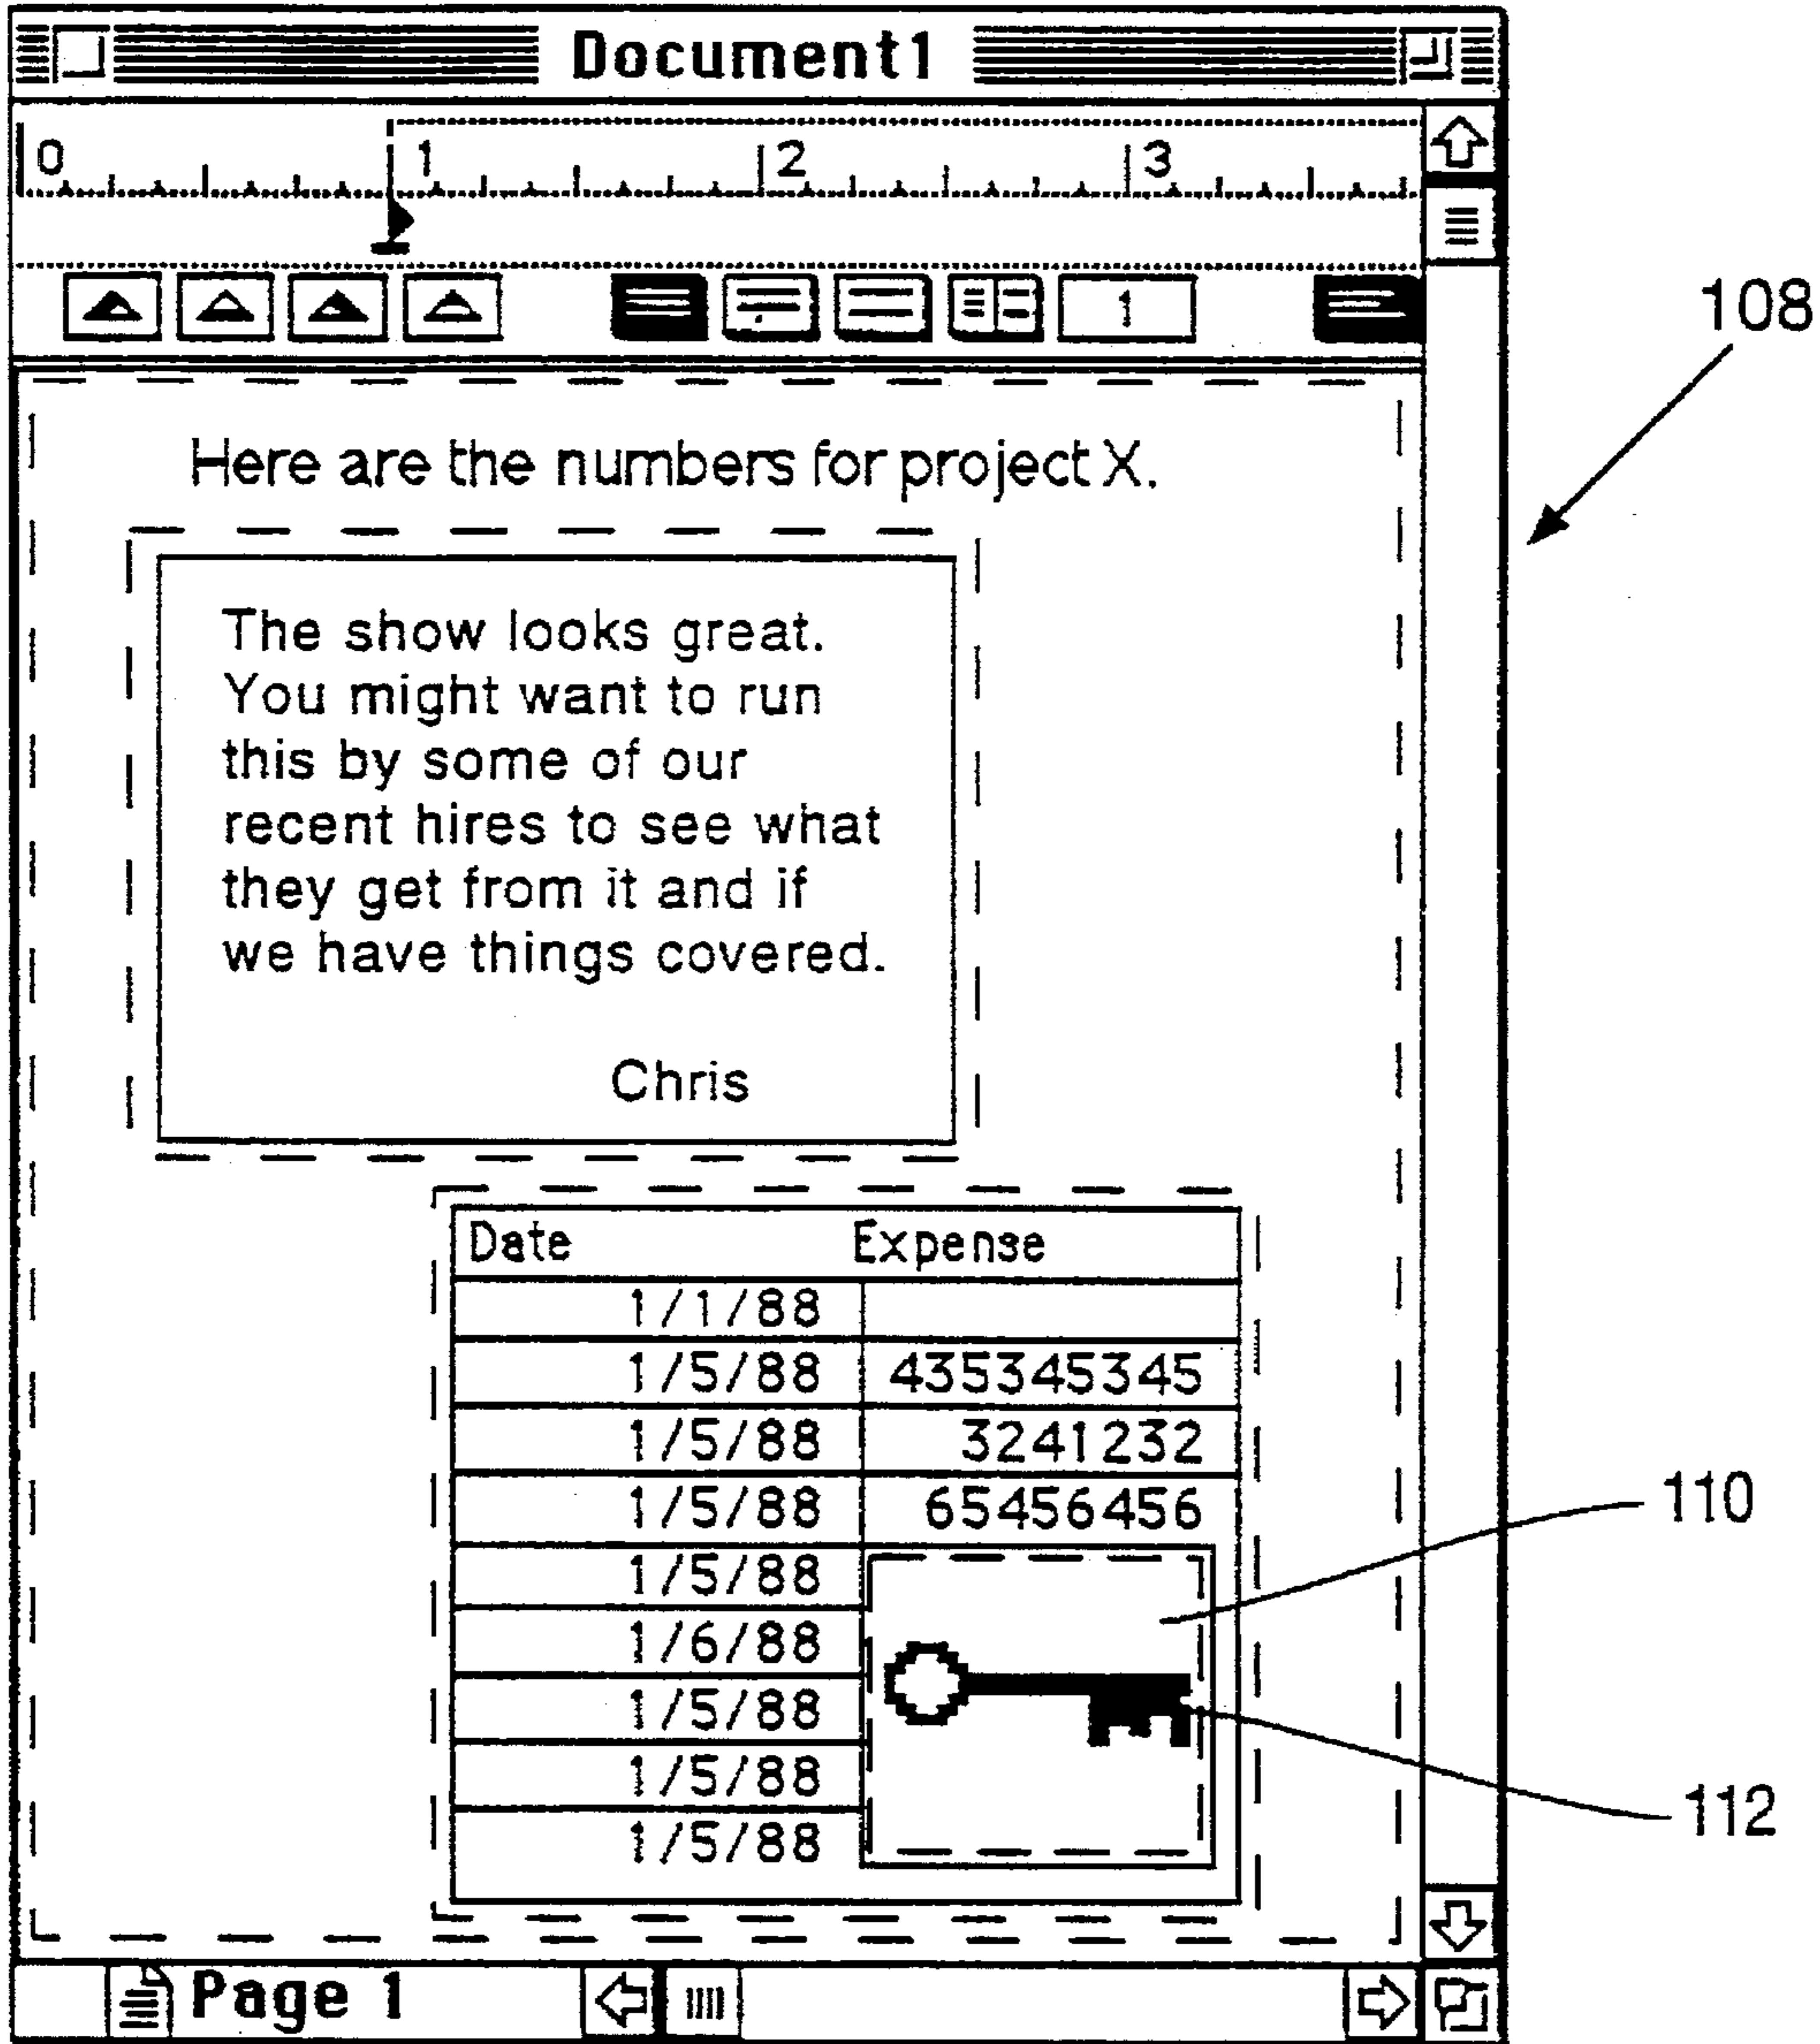 Document1
0 1 2 3
1
108
Here are the numbers for project X.
The show looks great.
You might want to run
this by some of our
recent hires to see what
they get from it and if
we have things covered.
Chris
Date Expense
1/1/88
1/5/88 435345345
1/5/88 3241232
1/5/88 65456456
110
1/5/88
1/6/88
1/5/88
1/5/88
112
1/5/88
Page 1